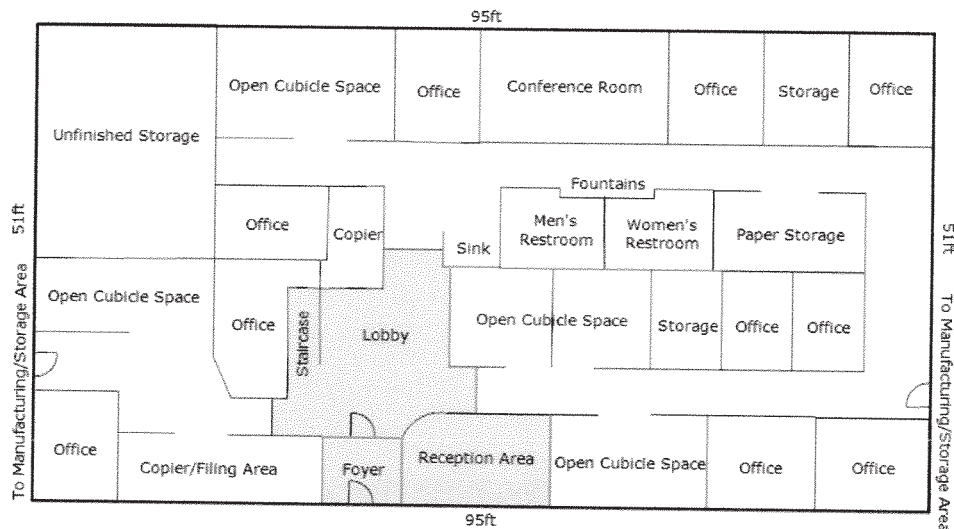 95ft
Open Cubicle Space
Office
Conference Room
Office
Storage
Office
Unfinished Storage
Fountains
51ft
Office
Copier
Sink
Men's
Restroom
Women's
Restroom
Paper Storage
51ft
To Manufacturing/Storage Area
Open Cubicle Space
Office
Staircase
Lobby
Open Cubicle Space
Storage
Office
Office
To Manufacturing/Storage Area
Office
Copier/Filing Area
Foyer
Reception Area
Open Cubicle Space
Office
Office
95ft